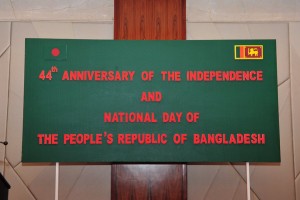 44th ANNIVERSARY OF THE INDEPENDENCE
AND
NATIONAL DAY OF
THE PEOPLE'S REPUBLIC OF BANGLADESH